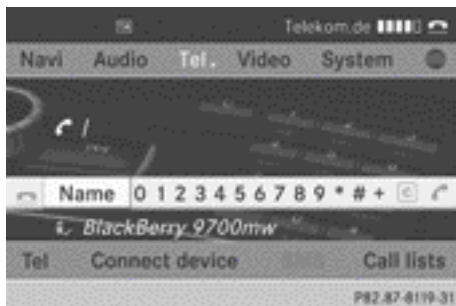 Telekom.de
Navi Audio Tel. Video System
Name 0 1 2 3 4 5 6 7 8 9 * # + C
BlackBerry 9700mw
Tel Connect device SMS Call lists
P82.87-8119-31